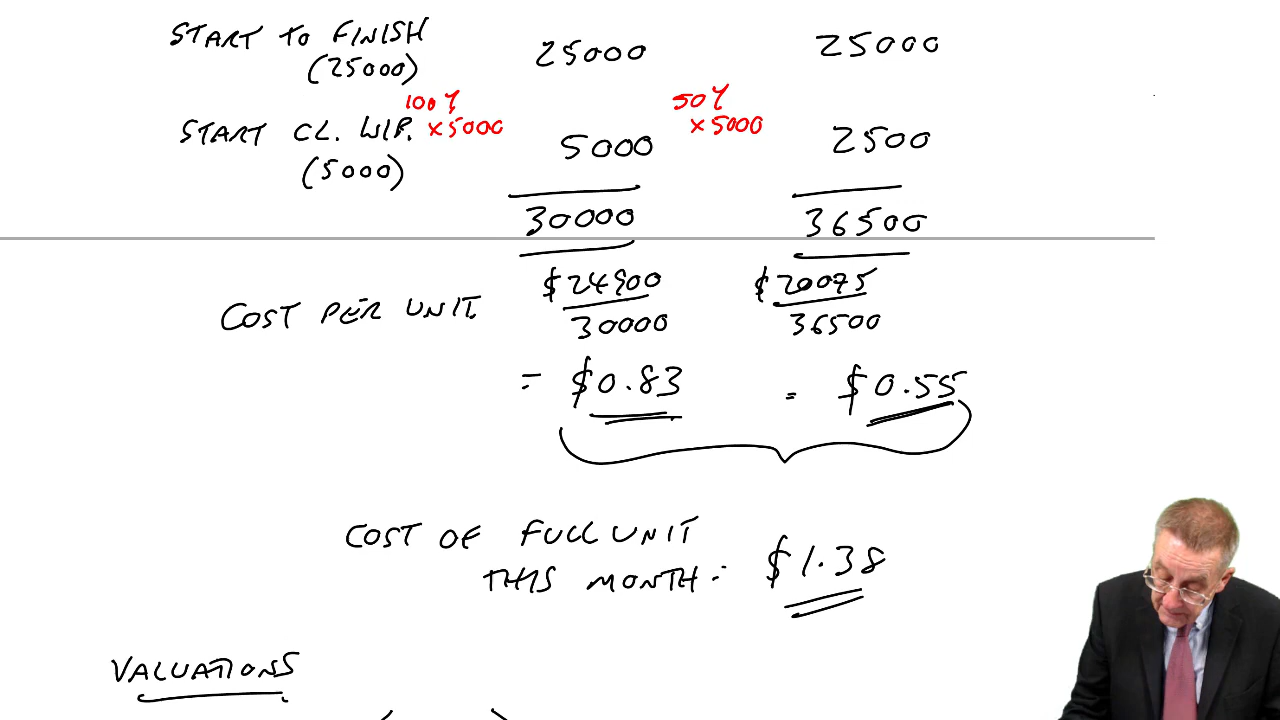 START TO FINISH 25000 25000
(25000)
100% 50%
START CL. WIP. ×5000 5000 ×5000 2500
(5000)
30000 36500
$24900 $20075
COST PER UNIT. 30000 36500
= $0.83 = $0.55
COST OF FULL UNIT
THIS MONTH = $1.38
VALUATIONS